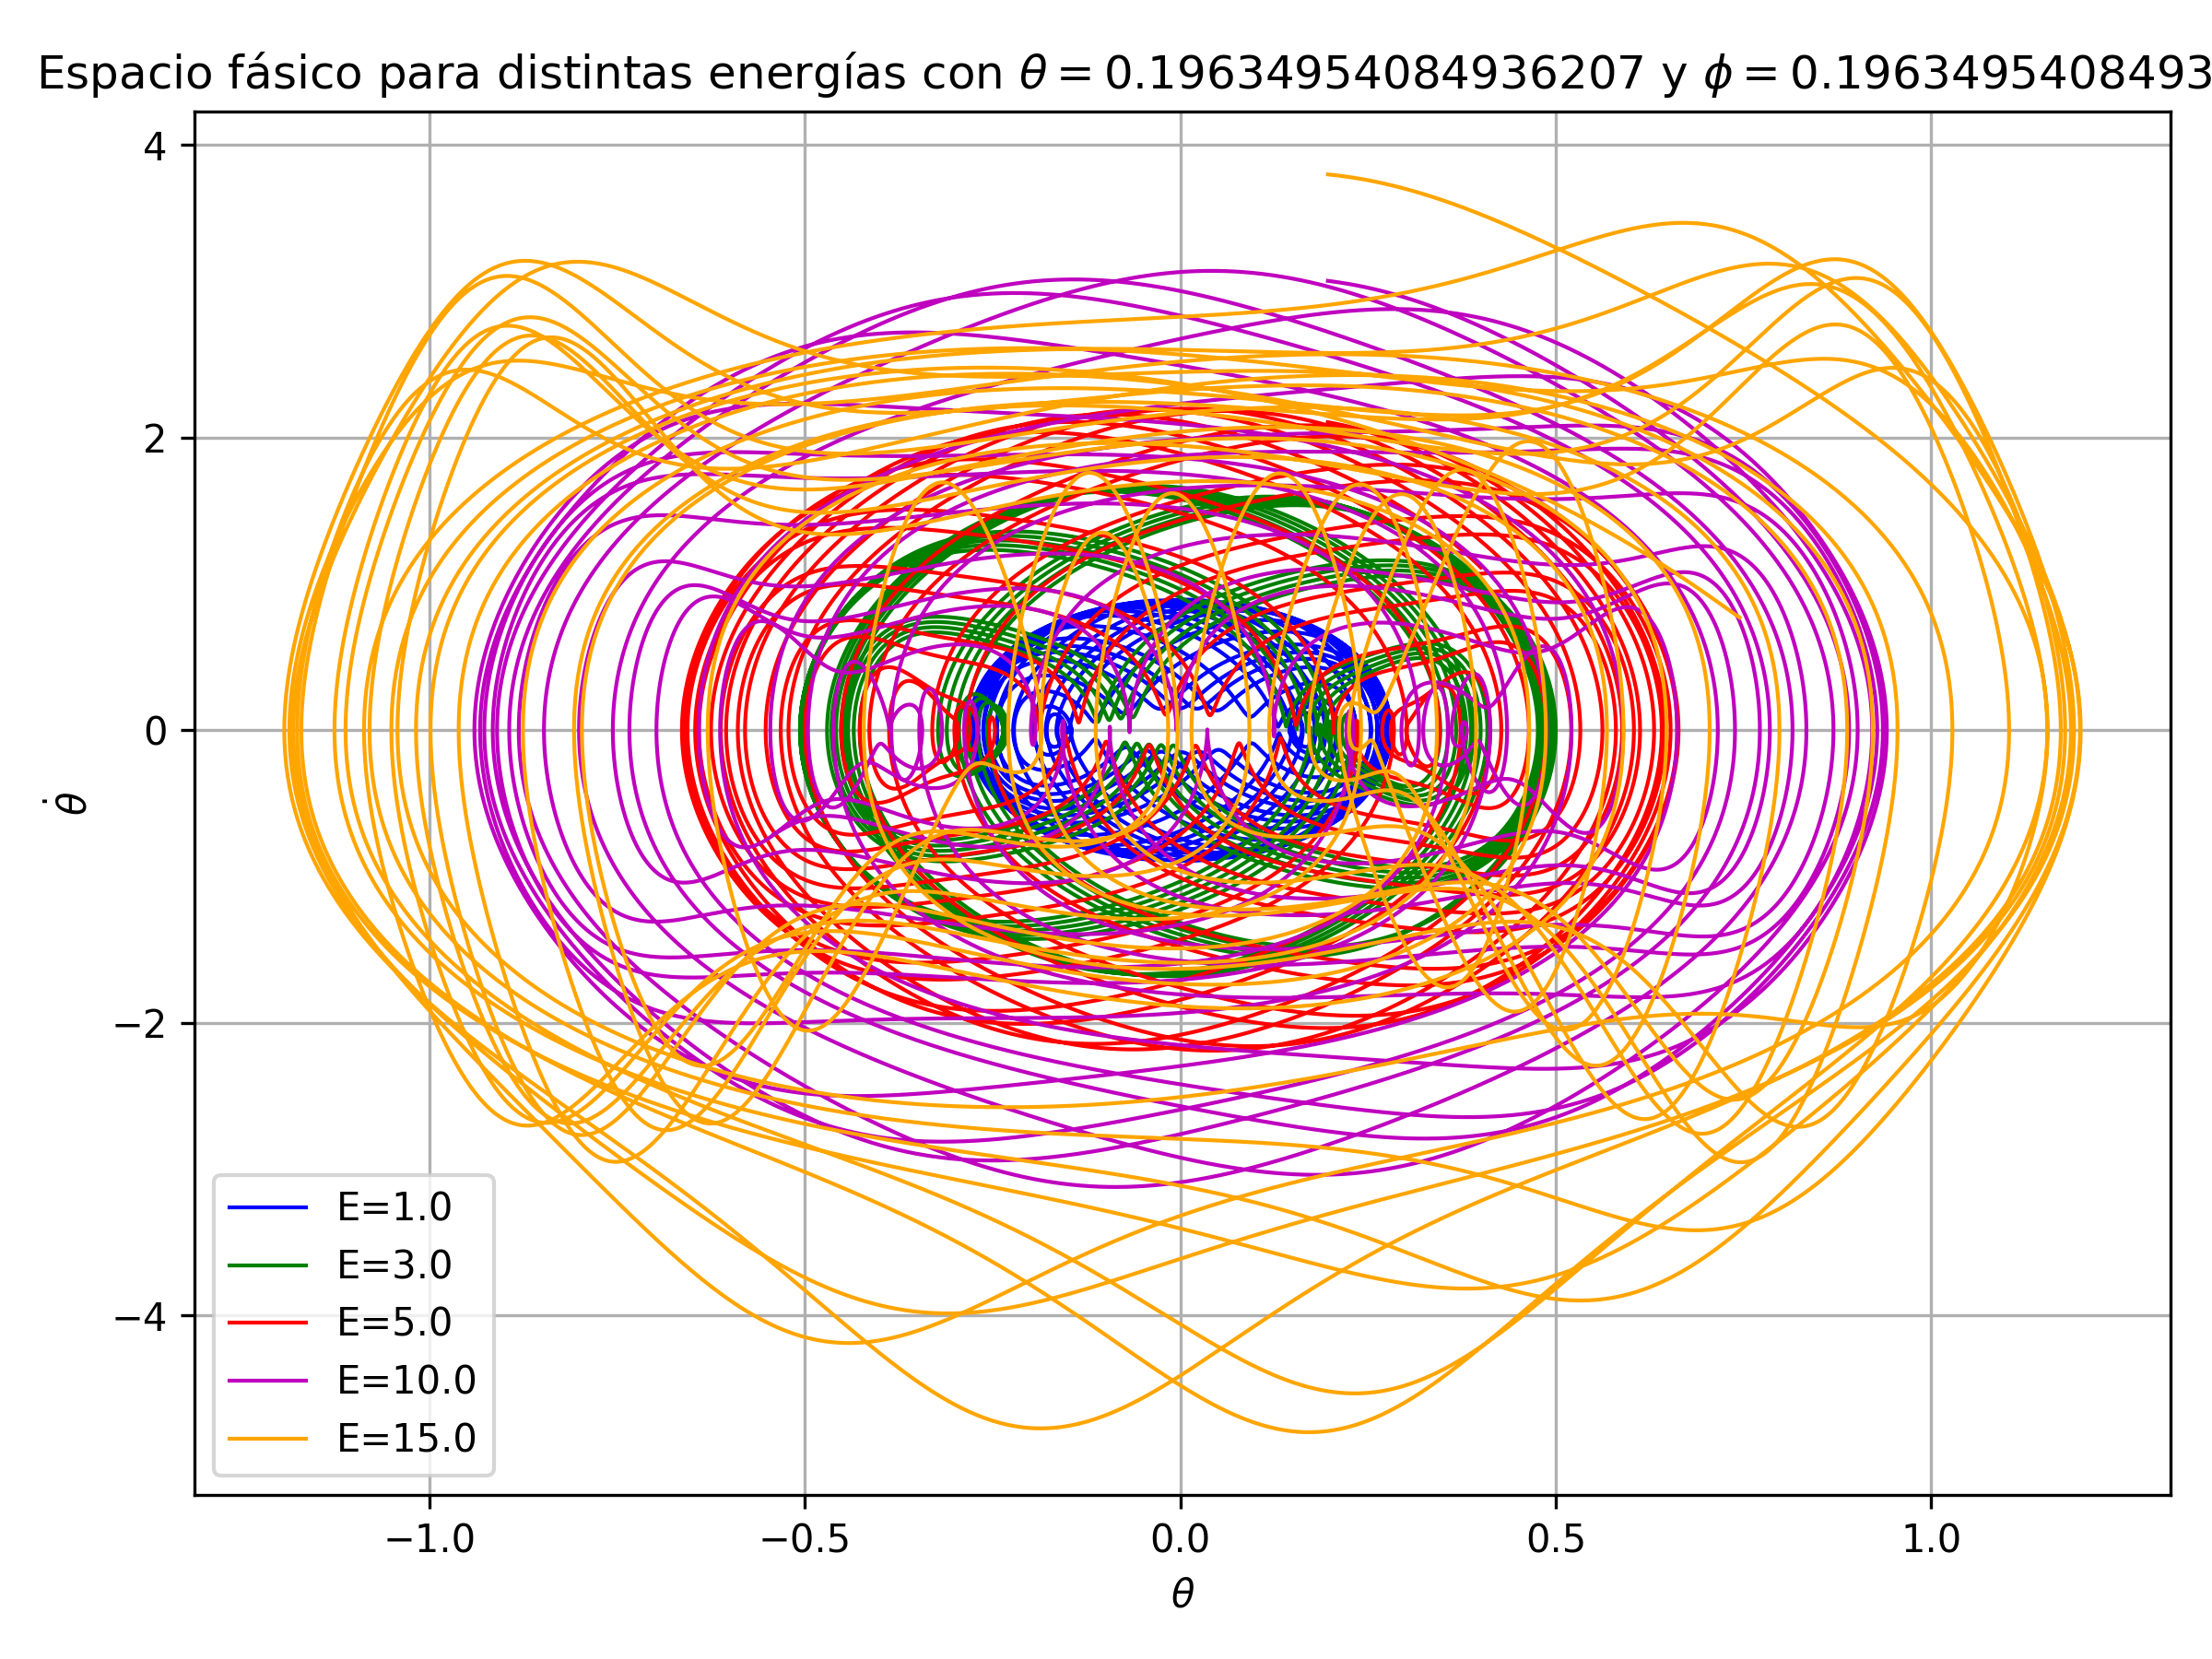 Espacio fásico para distintas energías con θ = 0.19634954084936207 y ϕ = 0.1963495408493
4
2
0
−2
−4
θ̇
E=1.0
E=3.0
E=5.0
E=10.0
E=15.0
−1.0 −0.5 0.0 0.5 1.0
θ